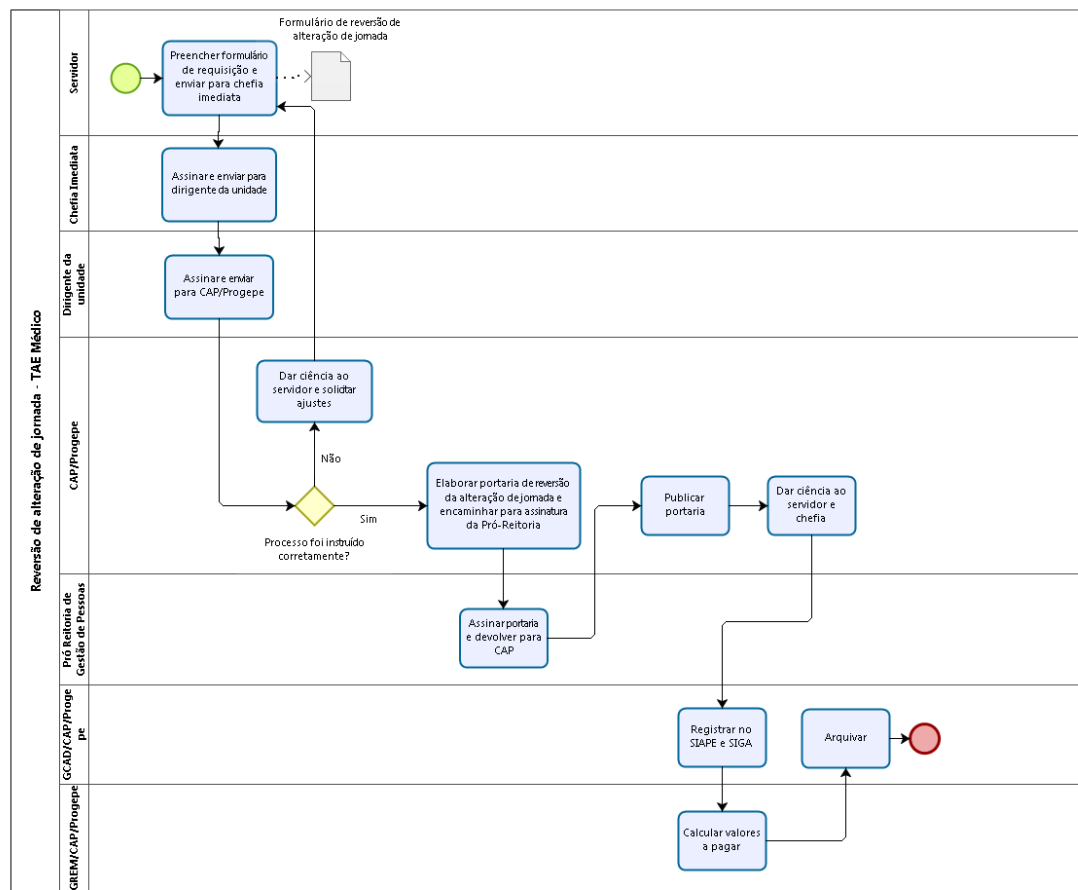 Reversão de alteração de jornada - TAE Médico
Servidor
Formulário de reversão de
alteração de jornada
Preencher formulário
de requisição e
enviar para chefia
imediata
Chefia Imediata
Assinar e enviar para
dirigente da unidade
Dirigente da
unidade
Assinar e enviar
para CAP/Progepe
CAP/Progepe
Dar ciência ao
servidor e solicitar
ajustes
Não
Processo foi instruído
corretamente?
Sim
Elaborar portaria de reversão
da alteração de jornada e
encaminhar para assinatura
da Pró-Reitoria
Publicar
portaria
Dar ciência ao
servidor e
chefia
Pró Reitoria de
Gestão de Pessoas
Assinar portaria
e devolver para
CAP
GCAD/CAP/Proge
pe
Registrar no
SIAPE e SIGA
Arquivar
GREM/CAP/Progepe
pe
Calcular valores
a pagar